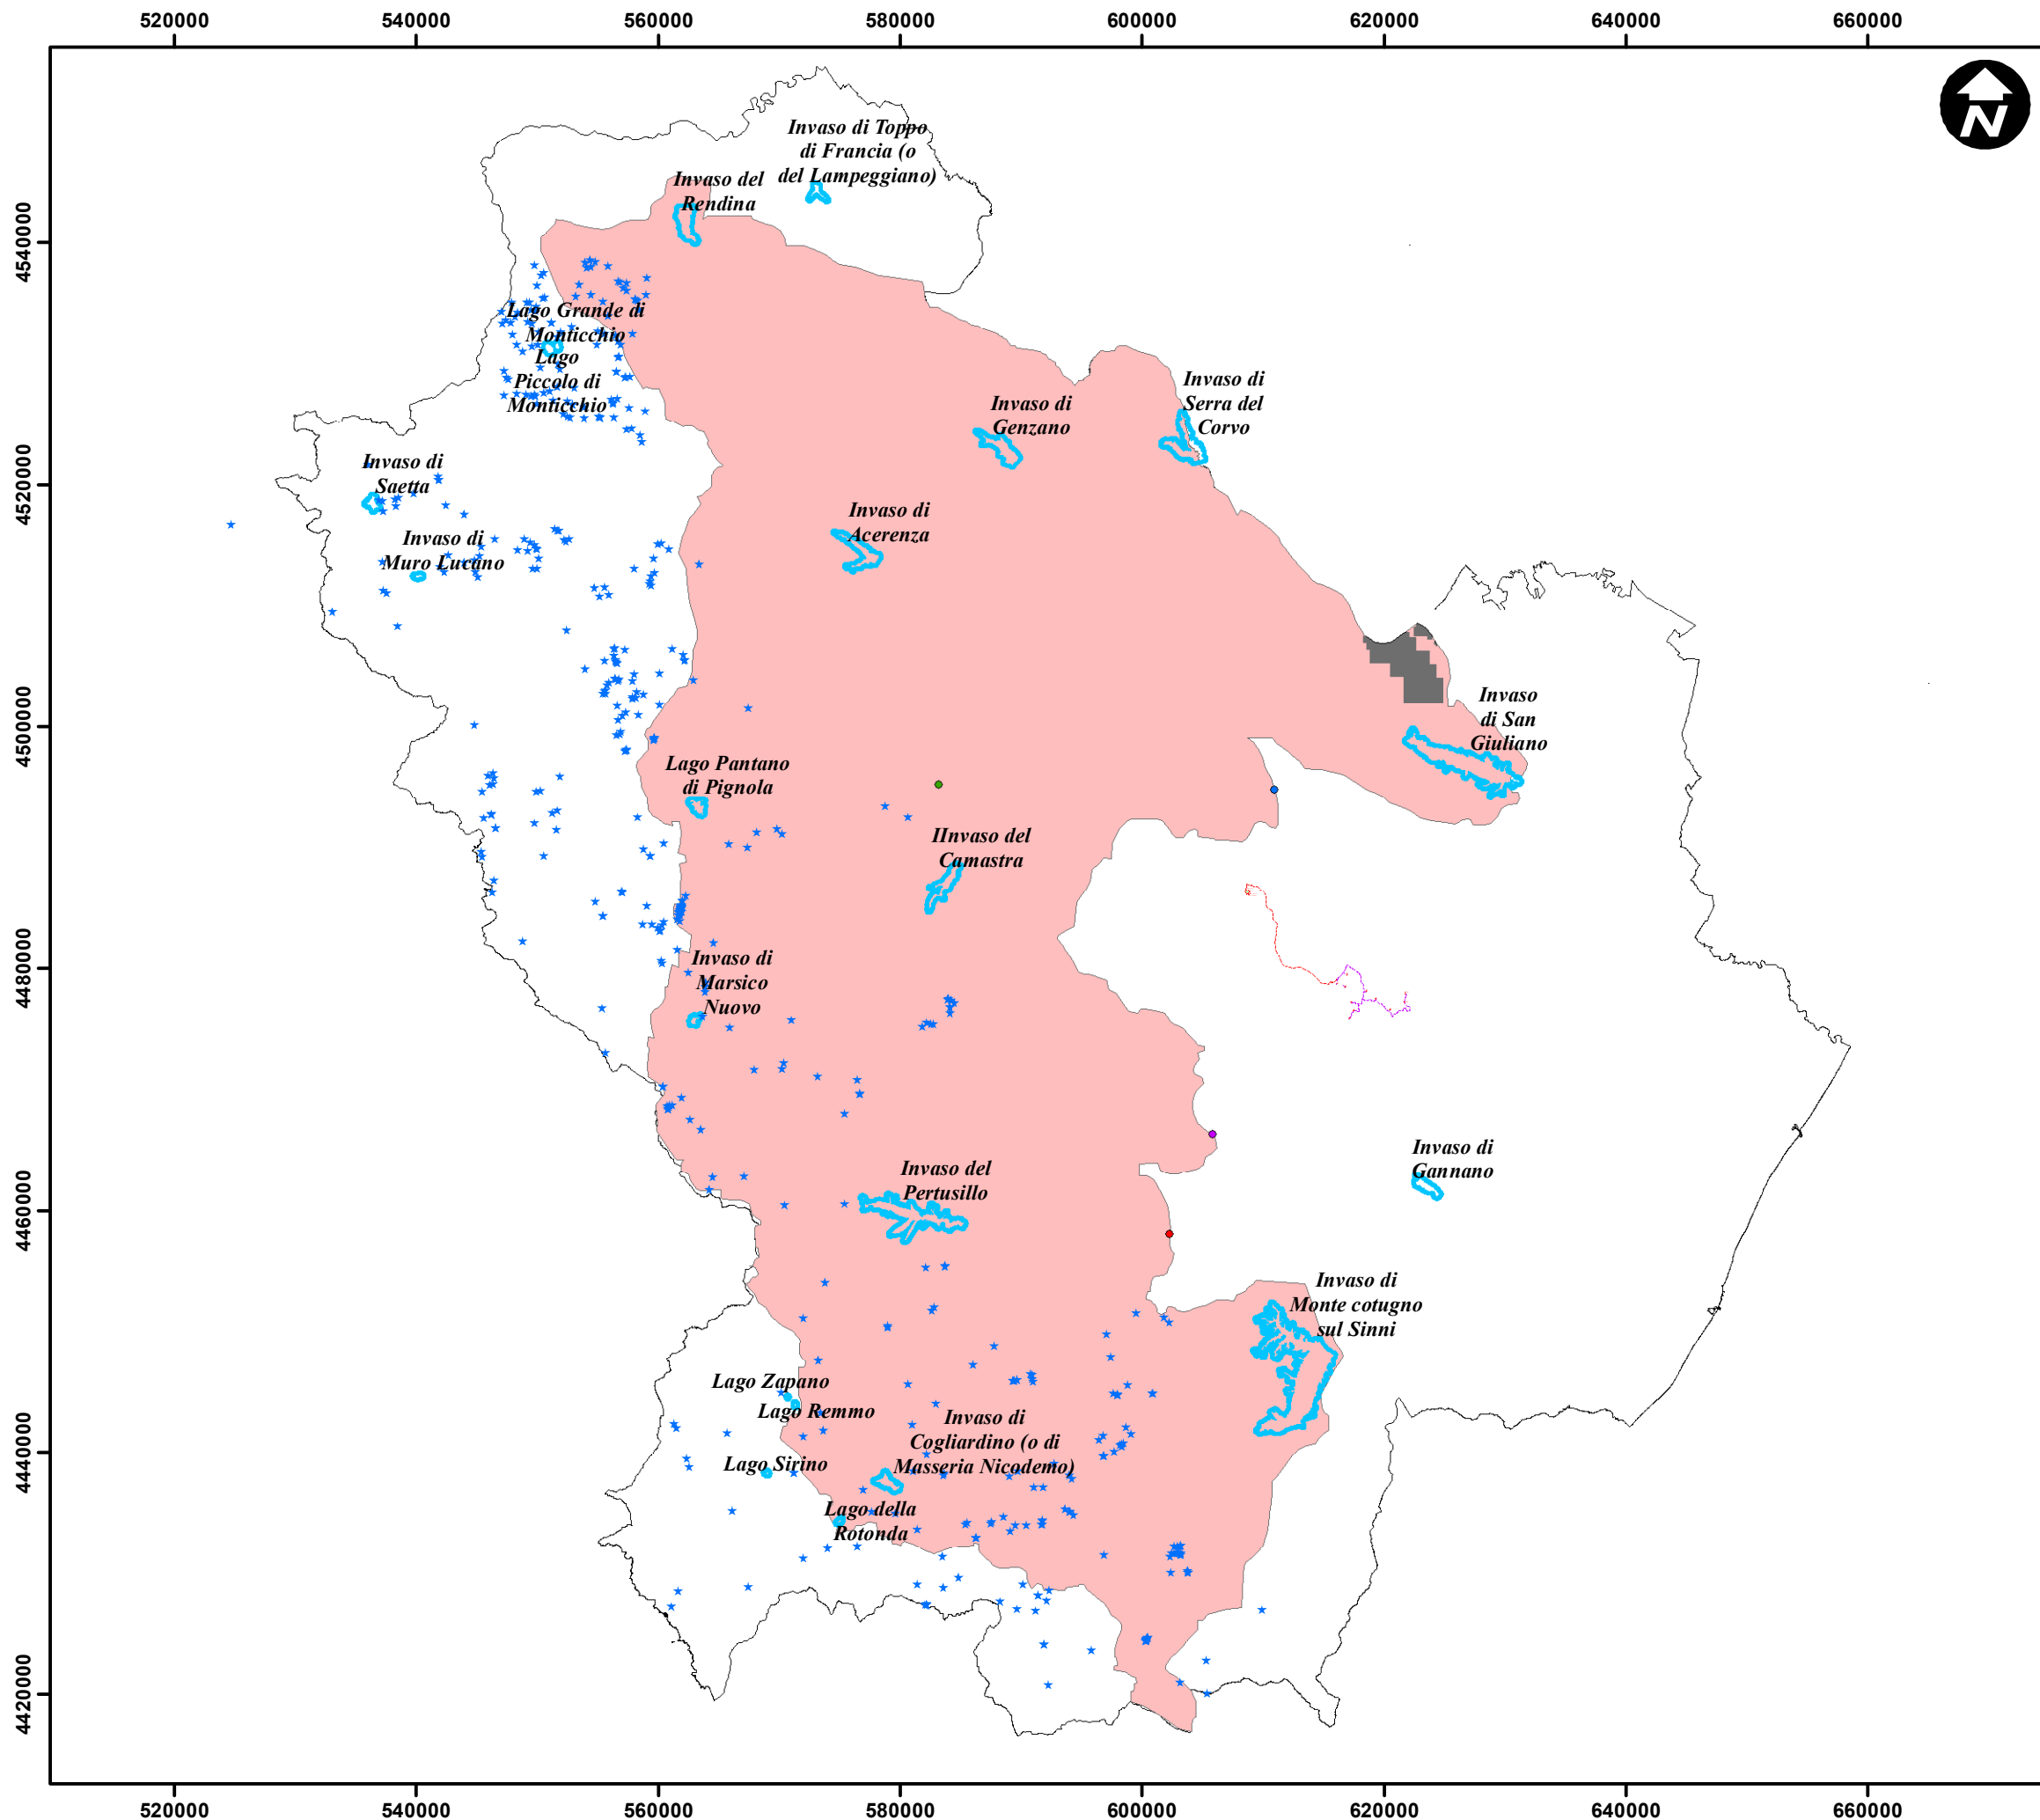 520000 540000 560000 580000 600000 620000 640000 660000
N
Invaso di Toppo
di Francia (o
del Lampeggiano)
Invaso del
Rendina
4540000
Lago Grande di
Monticchio
Lago
Piccolo di
Monticchio
Invaso di
Serra del
Corvo
Invaso di
Genzano
Invaso di
Saetta
4520000
Invaso di
Acerenza
Invaso di
Muro Lucano
Invaso
di San
Giuliano
4500000
Lago Pantano
di Pignola
IInvaso del
Camastra
Invaso di
Marsico
Nuovo
4480000
Invaso di
Gannano
Invaso del
Pertusillo
4460000
Invaso di
Monte cotugno
sul Sinni
Lago Zapano
Lago Remmo
Invaso di
Cogliardino (o di
Masseria Nicodemo)
4440000
Lago Sirino
Lago della
Rotonda
4420000
520000 540000 560000 580000 600000 620000 640000 660000